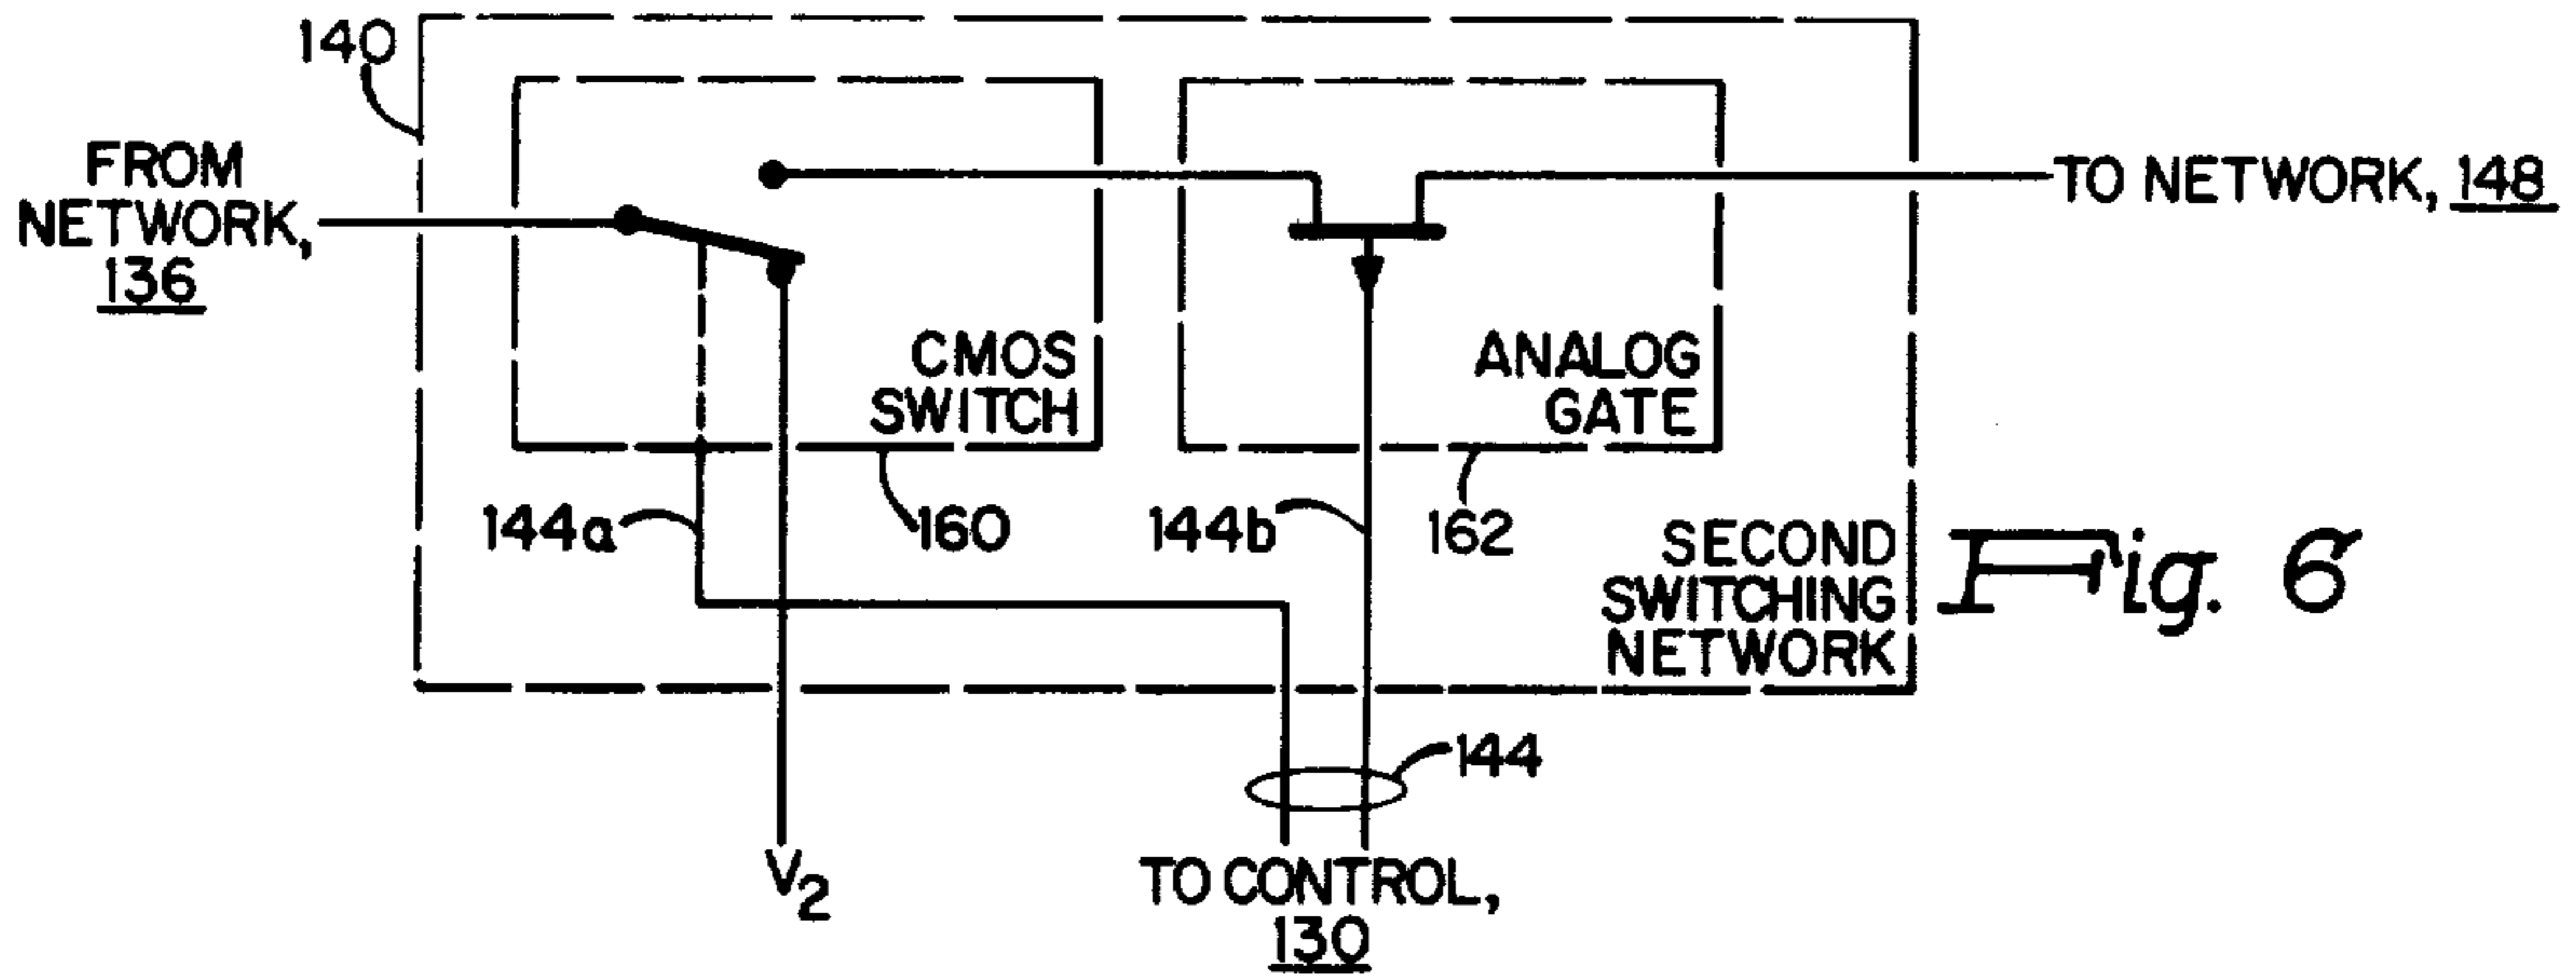 140
FROM
NETWORK,
136
TO NETWORK, 148
CMOS
SWITCH
ANALOG
GATE
144a
160
144b
162
SECOND
SWITCHING
NETWORK
Fig. 6
144
V2
TO CONTROL,
130